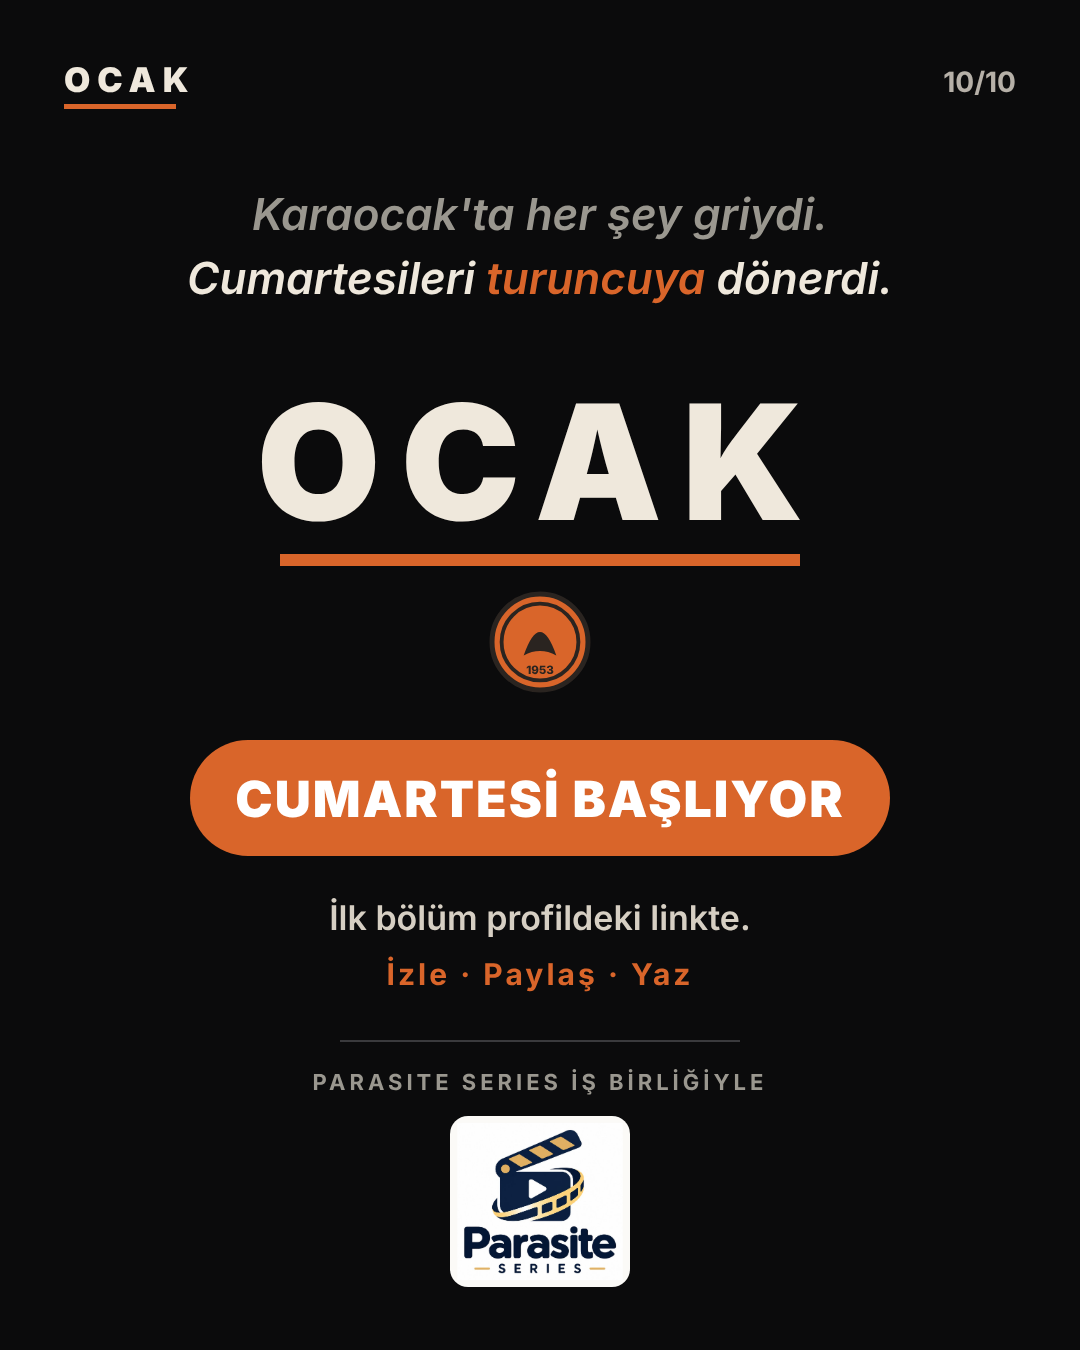 OCAK
10/10
Karaocak'ta her şey griydi.
Cumartesileri turuncuya dönerdi.
OCAK
1953
CUMARTESİ BAŞLIYOR
İlk bölüm profildeki linkte.
İzle · Paylaş · Yaz
PARASITE SERIES İŞ BİRLİĞİYLE
Parasite
SERIES